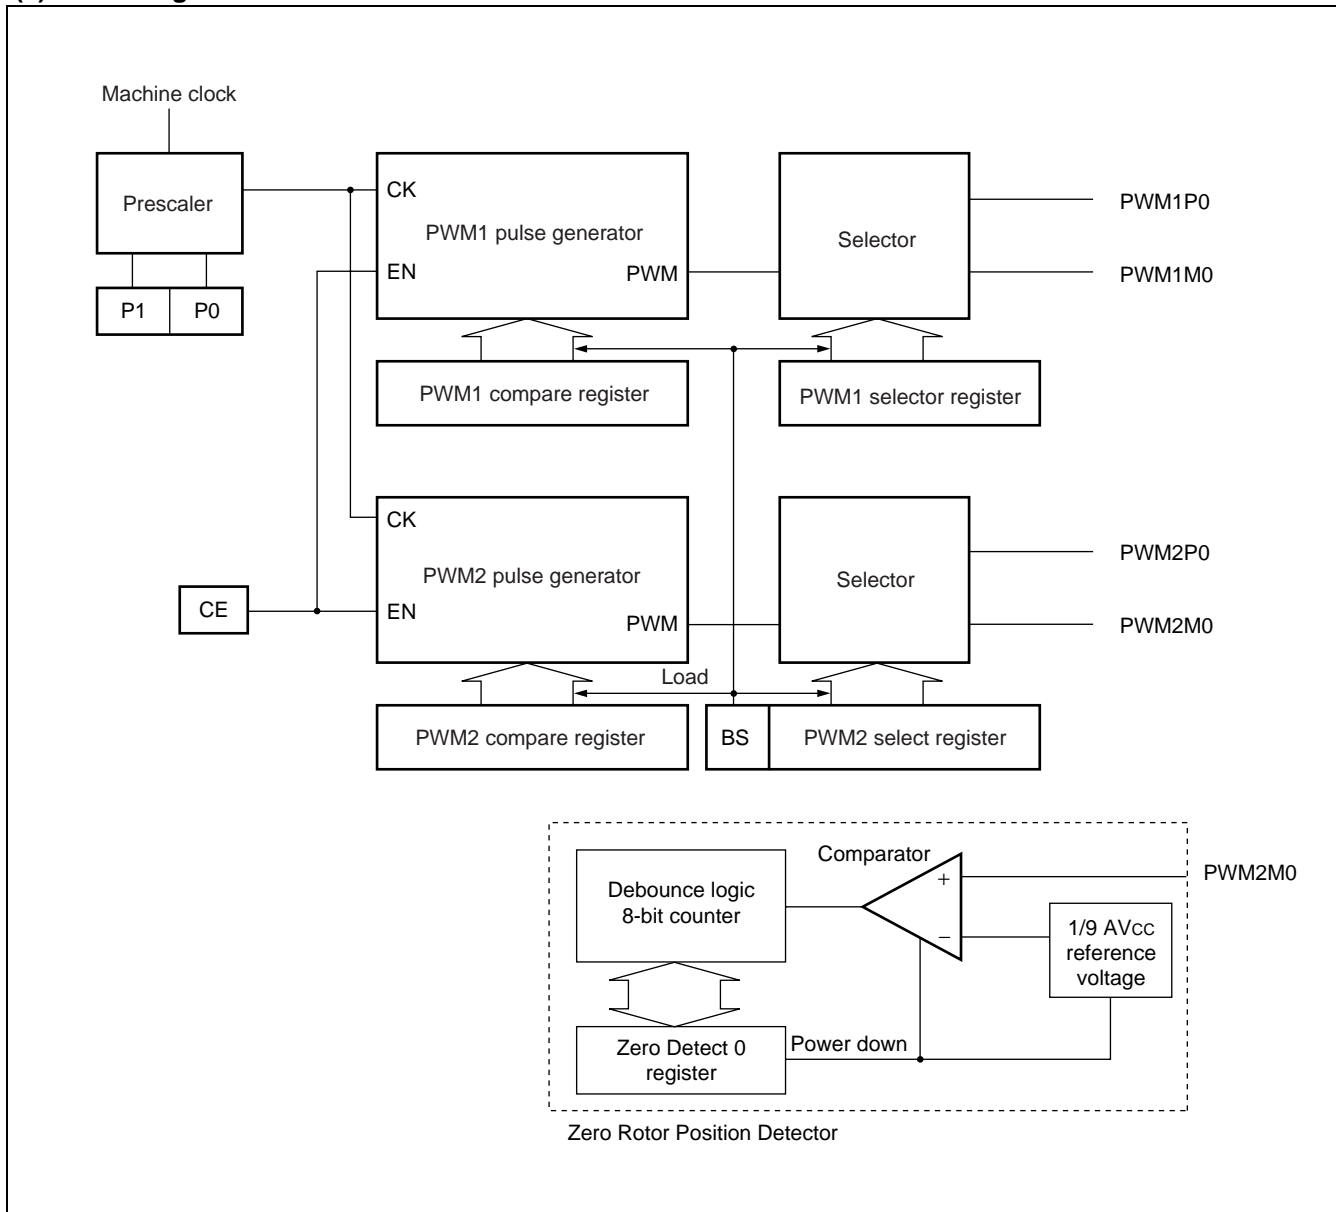 Machine clock
Prescaler
P1
P0
CK
PWM1 pulse generator
EN
PWM
Selector
PWM1P0
PWM1M0
PWM1 compare register
PWM1 selector register
CK
PWM2 pulse generator
CE
EN
PWM
Selector
PWM2P0
PWM2M0
Load
PWM2 compare register
BS
PWM2 select register
Comparator
Debounce logic
8-bit counter
+
−
PWM2M0
1/9 AVCC
reference
voltage
Zero Detect 0
register
Power down
Zero Rotor Position Detector